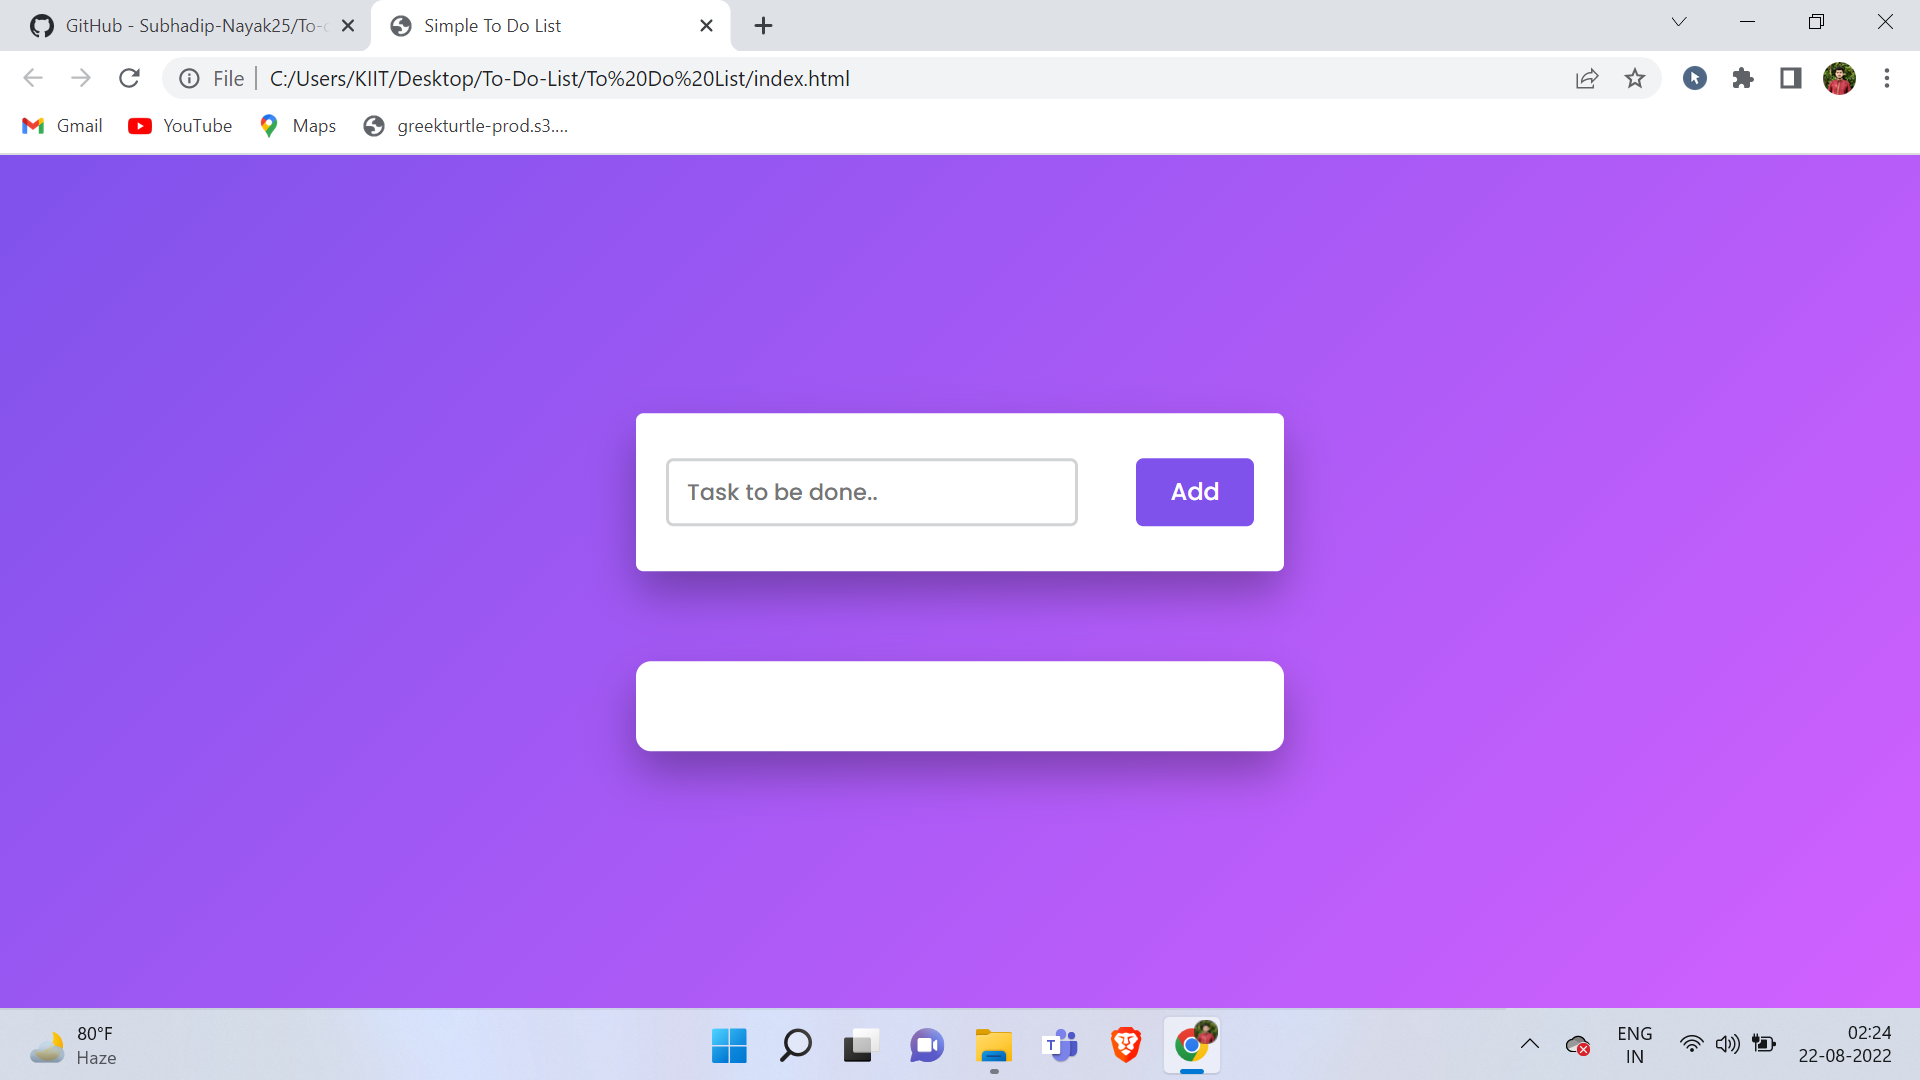 GitHub - Subhadip-Nayak25/To-
Simple To Do List
File
C:/Users/KIIT/Desktop/To-Do-List/To%20Do%20List/index.html
Gmail
YouTube
Maps
greekturtle-prod.s3....
Task to be done..
Add
80°F
Haze
T
ENG
IN
02:24
22-08-2022